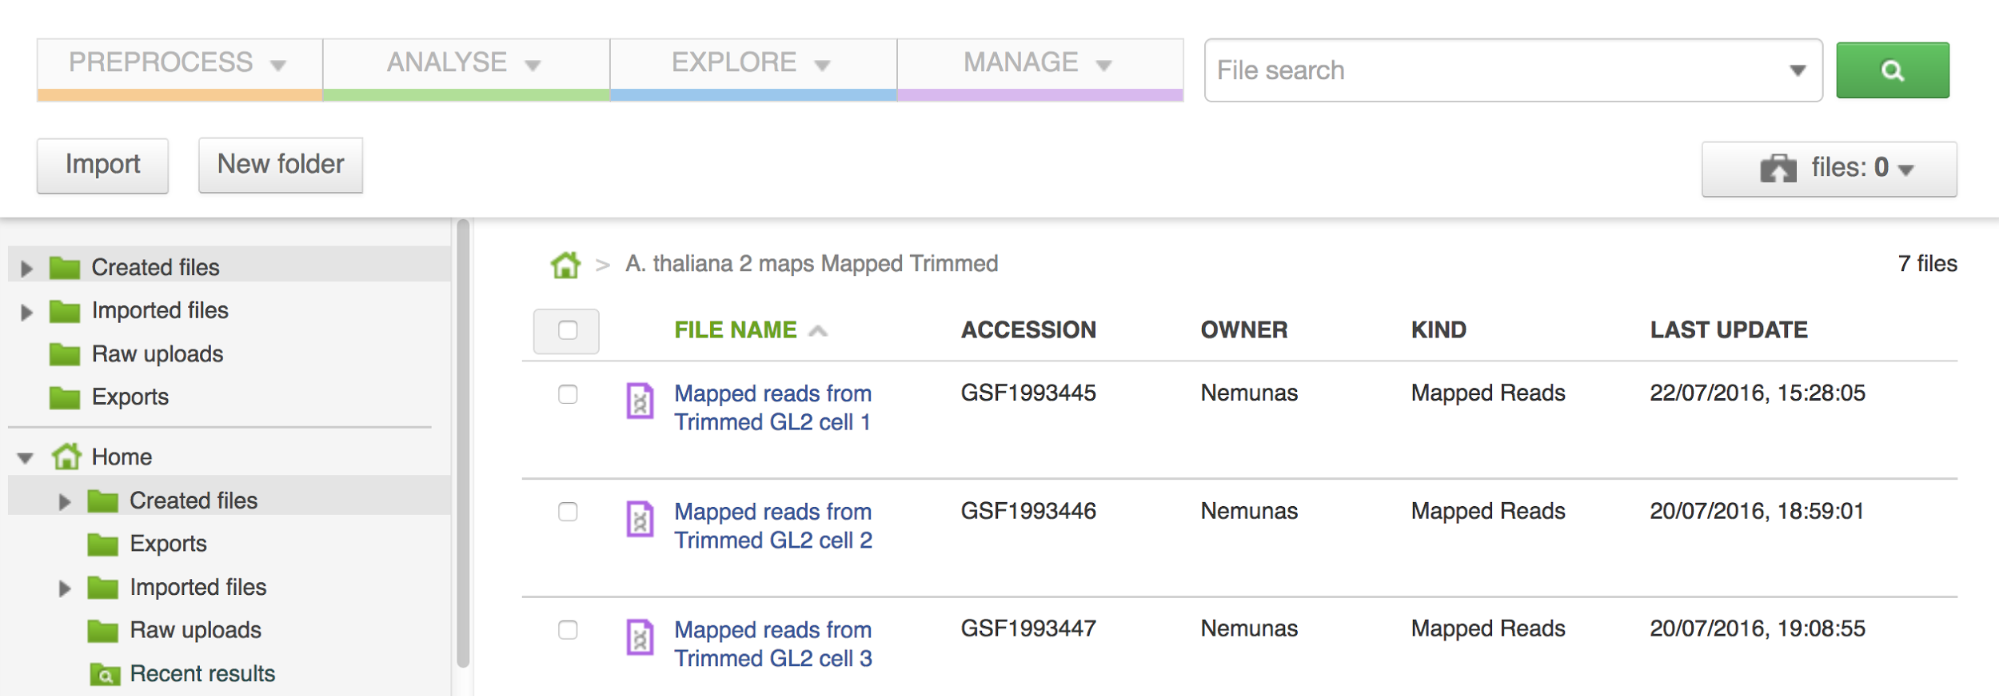 PREPROCESS ANALYSE EXPLORE MANAGE File search
Import New folder files: 0
Created files
Imported files
Raw uploads
Exports
Home
Created files
Exports
Imported files
Raw uploads
Recent results
> A. thaliana 2 maps Mapped Trimmed 7 files
FILE NAME ACCESSION OWNER KIND LAST UPDATE
Mapped reads from GSF1993445 Nemunas Mapped Reads 22/07/2016, 15:28:05
Trimmed GL2 cell 1
Mapped reads from GSF1993446 Nemunas Mapped Reads 20/07/2016, 18:59:01
Trimmed GL2 cell 2
Mapped reads from GSF1993447 Nemunas Mapped Reads 20/07/2016, 19:08:55
Trimmed GL2 cell 3